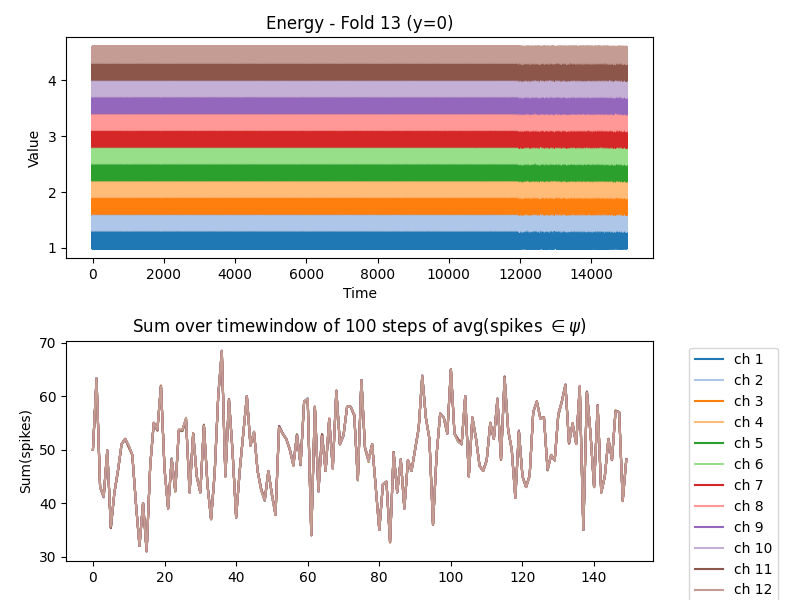 Energy - Fold 13 (y=0)
Value
4
3
2
1
0 2000 4000 6000 8000 10000 12000 14000
Time
Sum over timewindow of 100 steps of avg(spikes ∈ψ)
Sum(spikes)
70
60
50
40
30
0 20 40 60 80 100 120 140
ch 1
ch 2
ch 3
ch 4
ch 5
ch 6
ch 7
ch 8
ch 9
ch 10
ch 11
ch 12